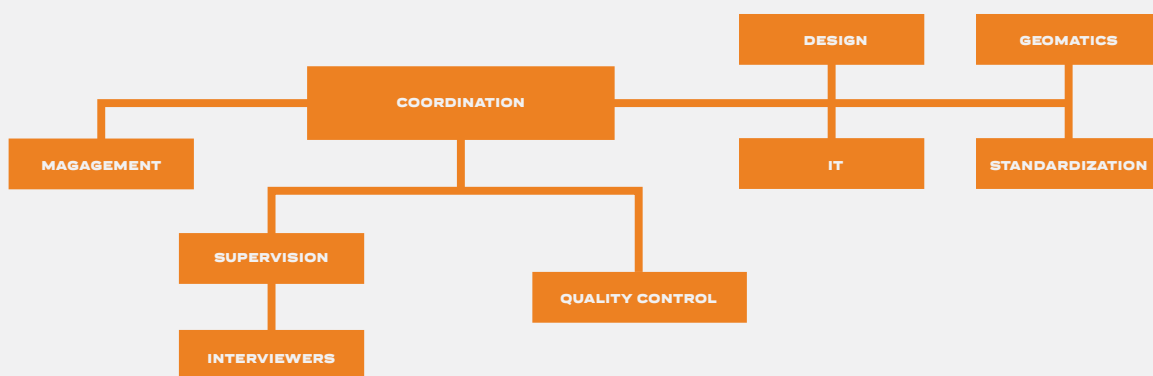 DESIGN
GEOMATICS
COORDINATION
MAGAGEMENT
IT
STANDARDIZATION
SUPERVISION
QUALITY CONTROL
INTERVIEWERS